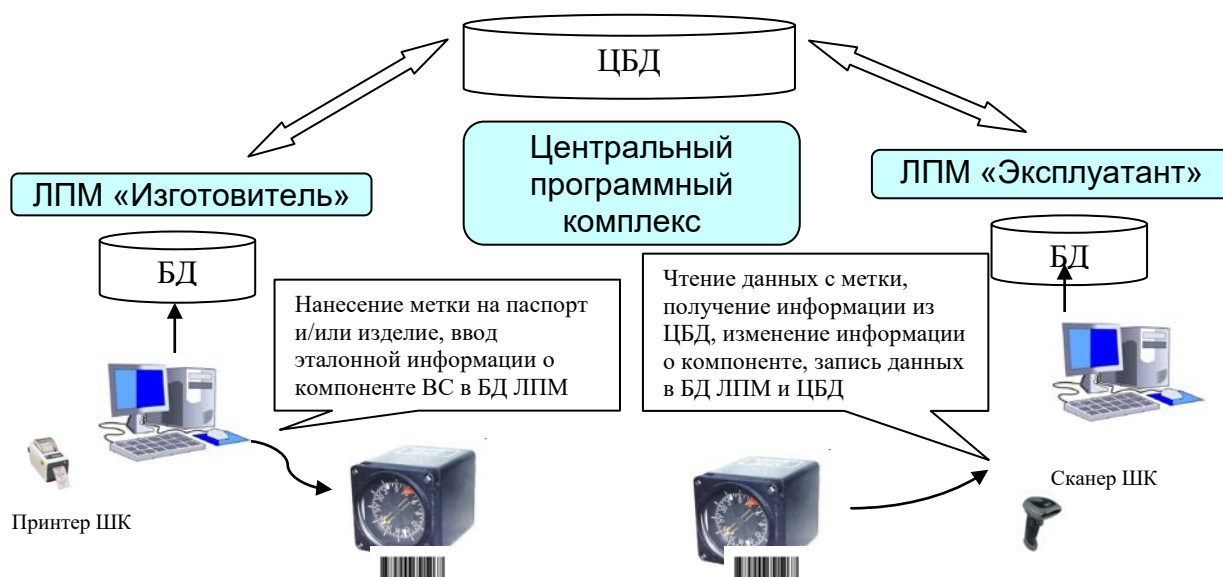 ЦБД
Центральный
программный
комплекс
ЛПМ «Изготовитель»
ЛПМ «Эксплуатант»
БД
БД
Нанесение метки на паспорт
и/или изделие, ввод
эталонной информации о
компоненте ВС в БД ЛПМ
Чтение данных с метки,
получение информации из
ЦБД, изменение информации
о компоненте, запись данных
в БД ЛПМ и ЦБД
Принтер ШК
Сканер ШК